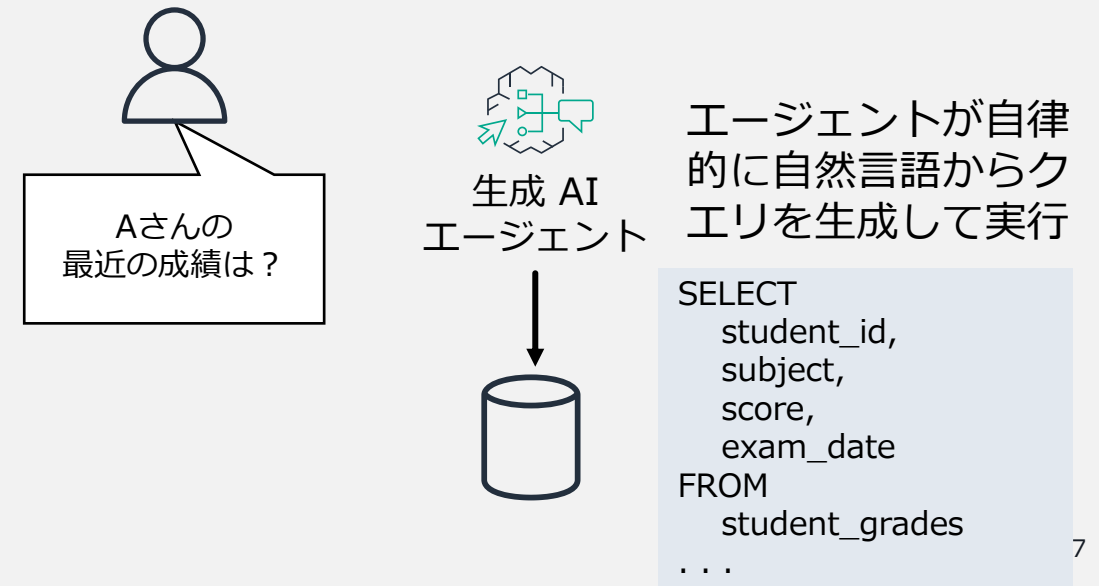 Aさんの
最近の成績は？
生成 AI
エージェント
エージェントが自律
的に自然言語からク
エリを生成して実行
SELECT
student_id,
subject,
score,
exam_date
FROM
student_grades
. . .
7